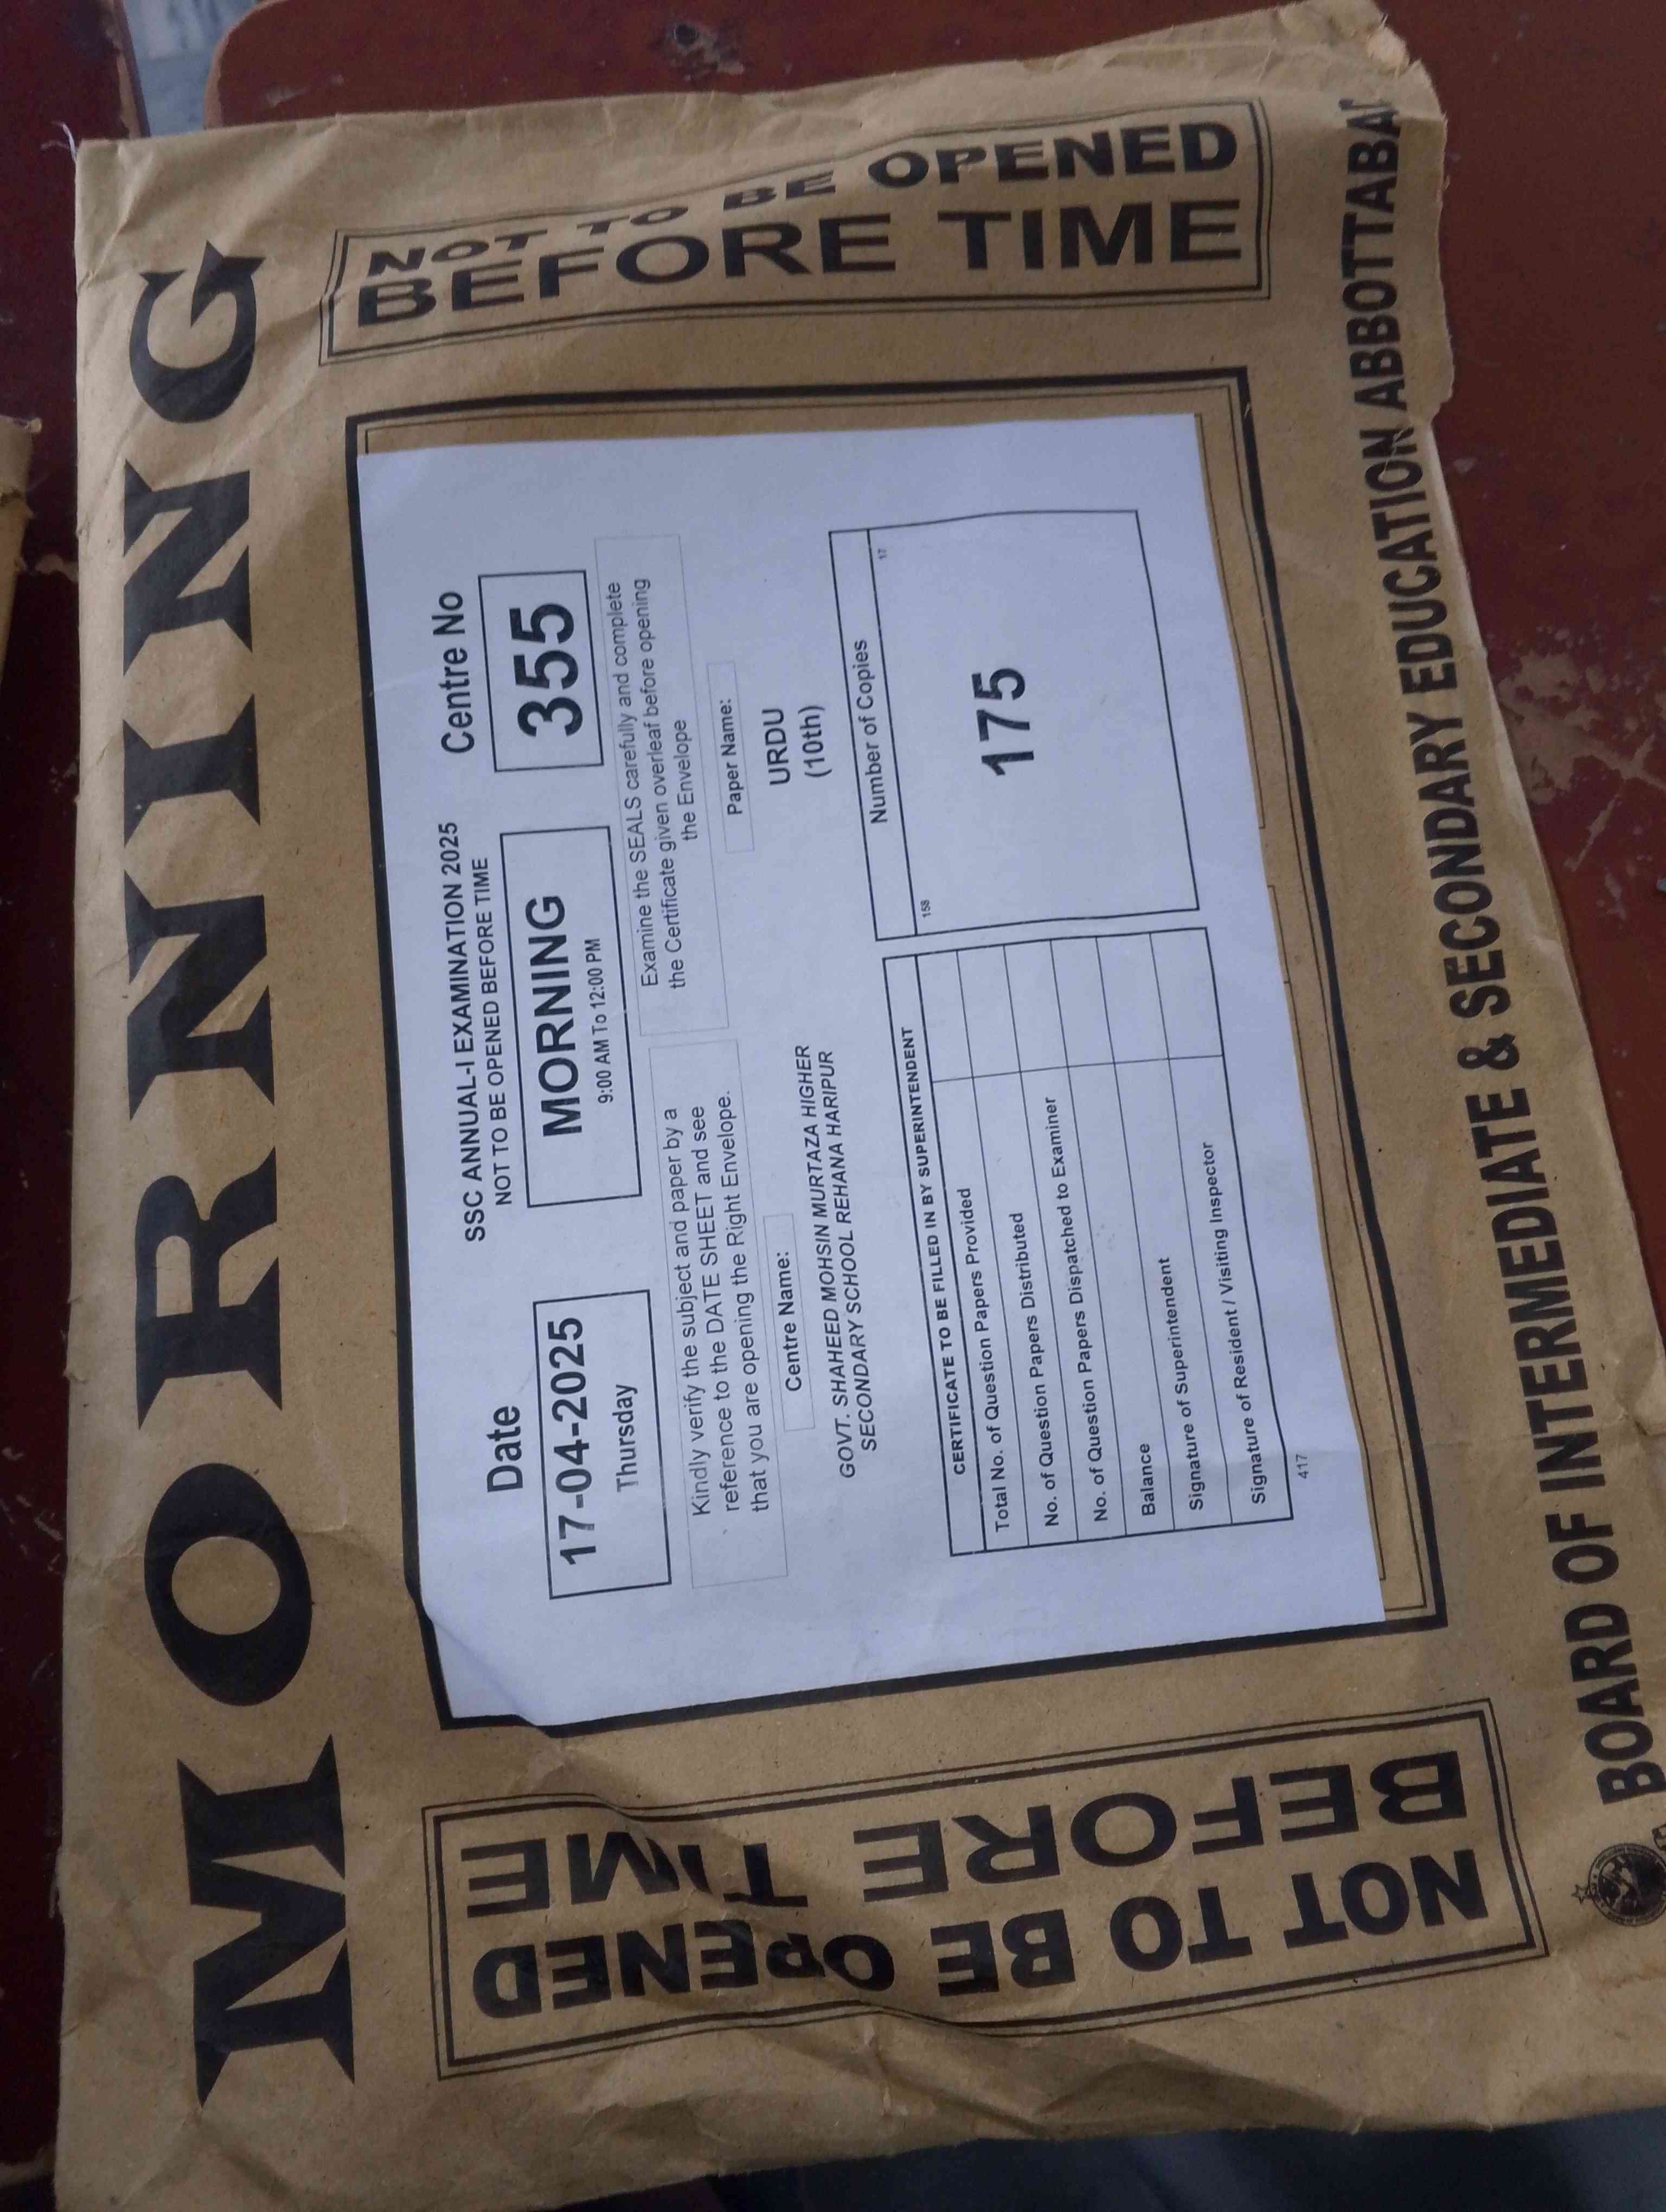 MORNING
NOT TO BE OPENED
BEFORE TIME
NOT TO BE OPENED
BEFORE TIME
SSC ANNUAL-I EXAMINATION 2025
NOT TO BE OPENED BEFORE TIME
Date
17-04-2025
Thursday
MORNING
9:00 AM To 12:00 PM
Centre No
355
Kindly verify the subject and paper by a
reference to the DATE SHEET and see
that you are opening the Right Envelope.
Examine the SEALS carefully and complete
the Certificate given overleaf before opening
the Envelope
Centre Name:
GOVT. SHAHEED MOHSIN MURTAZA HIGHER
SECONDARY SCHOOL REHANA HARIPUR
Paper Name:
URDU
(10th)
CERTIFICATE TO BE FILLED IN BY SUPERINTENDENT
Total No. of Question Papers Provided
No. of Question Papers Distributed
No. of Question Papers Dispatched to Examiner
Balance
Signature of Superintendent
Signature of Resident / Visiting Inspector
417
Number of Copies
158
17
175
BOARD OF INTERMEDIATE & SECONDARY EDUCATION ABBOTTABA